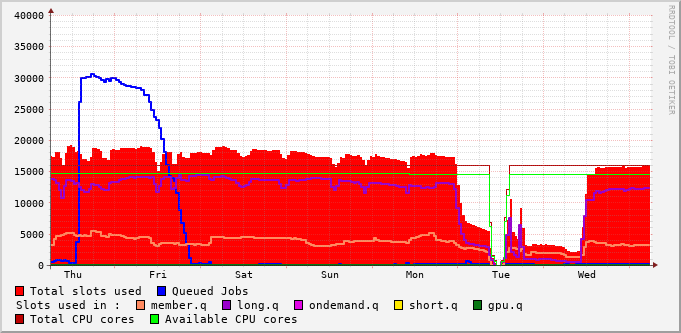 40000
35000
30000
25000
20000
15000
10000
5000
0
Thu Fri Sat Sun Mon Tue Wed
RRDTOOL / TOBI OETIKER
Total slots used Queued Jobs
Slots used in : member.q long.q ondemand.q short.q gpu.q
Total CPU cores Available CPU cores